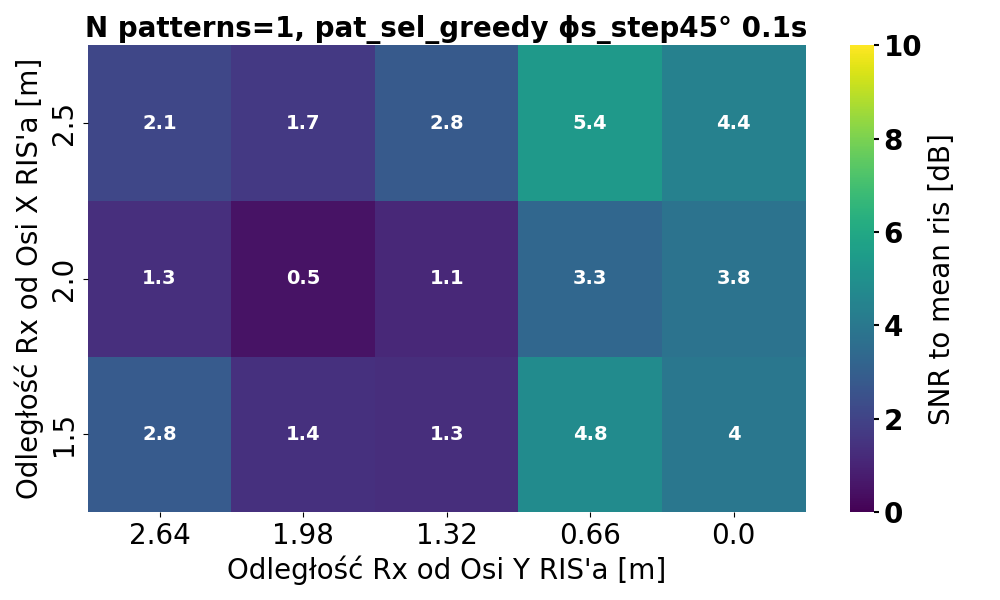 N patterns=1, pat_sel_greedy ϕs_step45° 0.1s
Odległość Rx od Osi X RIS'a [m]
2.5
2.0
1.5
2.1 1.7 2.8 5.4 4.4
1.3 0.5 1.1 3.3 3.8
2.8 1.4 1.3 4.8 4
2.64 1.98 1.32 0.66 0.0
Odległość Rx od Osi Y RIS'a [m]
10
8
6
4
2
0
SNR to mean ris [dB]